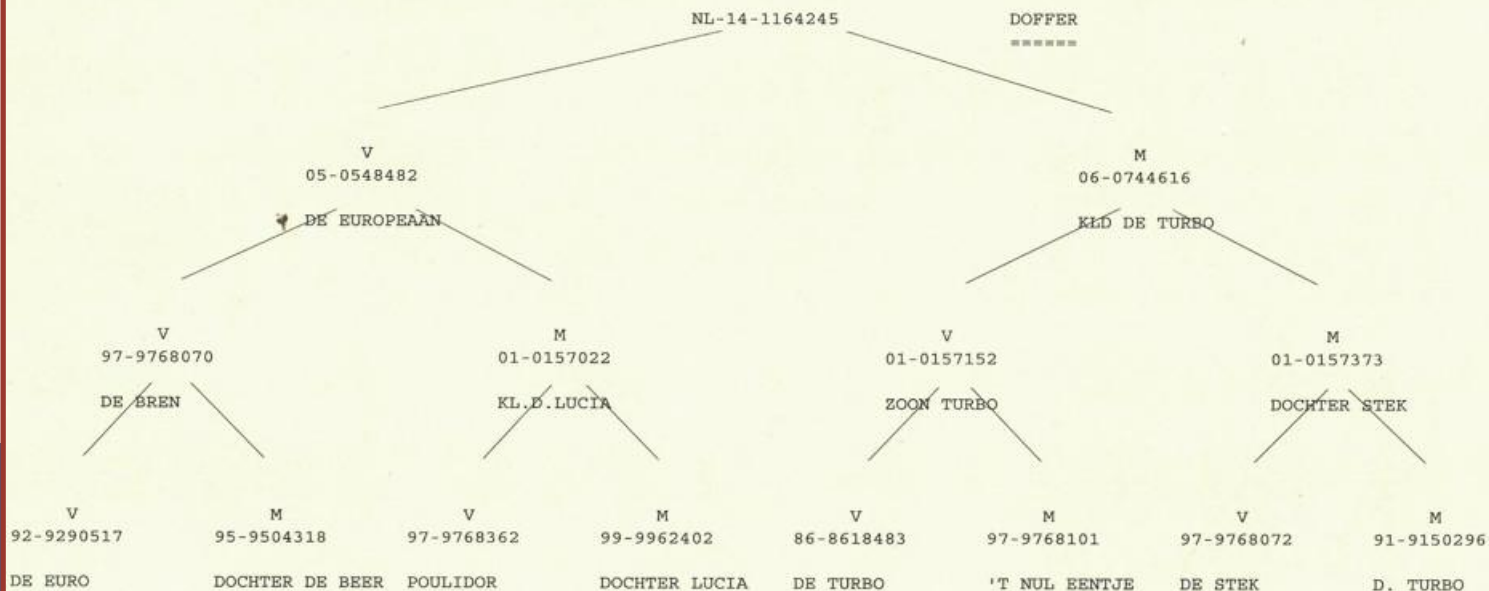 NL-14-1164245 DOFFER
======
V M
05-0548482 06-0744616
DE EUROPEAAN KLD DE TURBO
V M V M
97-9768070 01-0157022 01-0157152 01-0157373
DE BREN KL.D.LUCIA ZOON TURBO DOCHTER STEK
V M V M V M V M
92-9290517 95-9504318 97-9768362 99-9962402 86-8618483 97-9768101 97-9768072 91-9150296
DE EURO DOCHTER DE BEER POULIDOR DOCHTER LUCIA DE TURBO 'T NUL EENTJE DE STEK D. TURBO